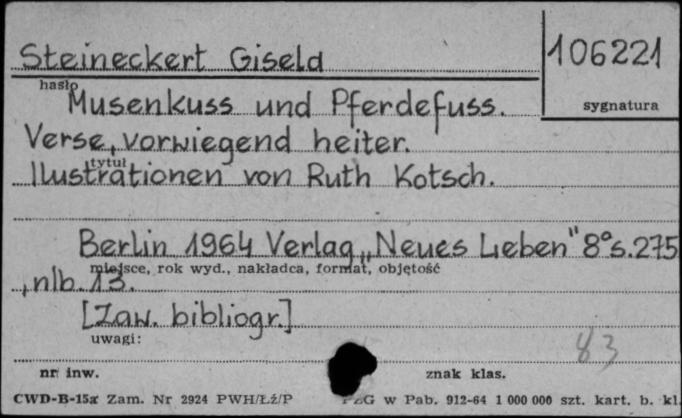 Steineckert Gisela 106221
hasło sygnatura
Musenkuss und Pferdefuss.
Verse, vorwiegend heiter.
tytuł
Ilustrationen von Ruth Kotsch.
Berlin 1964 Verlag „Neues Leben" 8° s. 275
miejsce, rok wyd., nakładca, format, objętość
, nlb. 13.
[Zaw. bibliogr.]
uwagi:
83
nr inw. znak klas.
CWD-B-15a Zam. Nr 2924 PWH/Łź/P PZG w Pab. 912-64 1 000 000 szt. kart. b. kl.